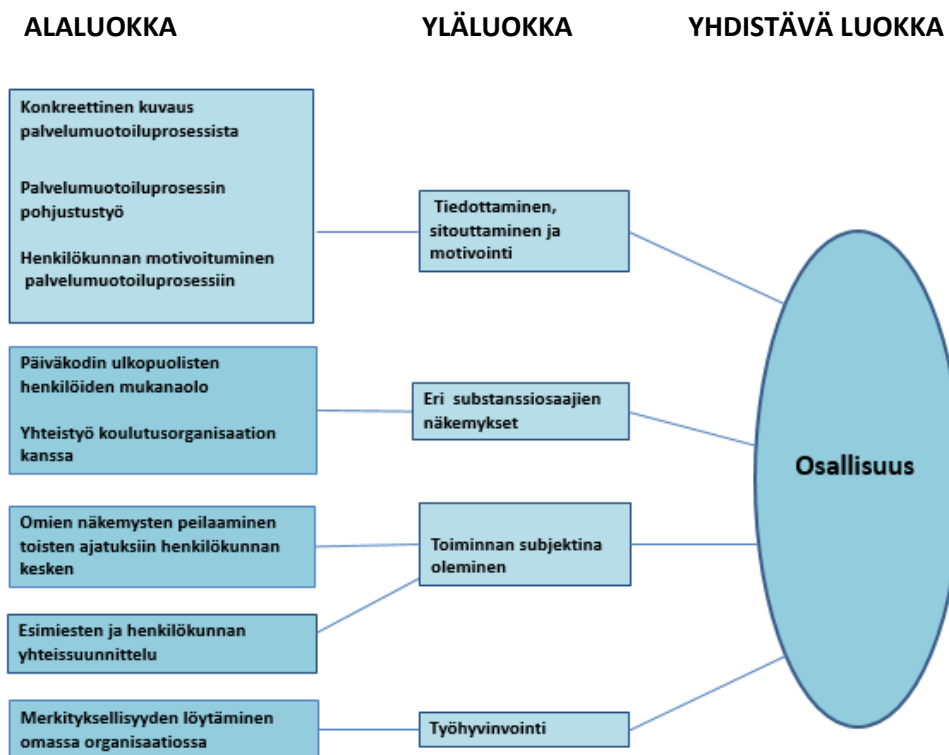 ALALUOKKA YLÄLUOKKA YHDISTÄVÄ LUOKKA
Konkreettinen kuvaus
palvelumuotoiluprosessista
Palvelumuotoiluprosessin
pohjustustyö
Henkilökunnan motivoituminen
palvelumuotoiluprosessiin
Tiedottaminen,
sitouttaminen ja
motivointi
Päiväkodin ulkopuolisten
henkilöiden mukanaolo
Yhteistyö koulutusorganisaation
kanssa
Eri substanssiosaajien
näkemykset
Osallisuus
Omien näkemysten peilaaminen
toisten ajatuksiin henkilökunnan
kesken
Toiminnan subjektina
oleminen
Esimiesten ja henkilökunnan
yhteissuunnittelu
Merkityksellisyyden löytäminen
omassa organisaatiossa
Työhyvinvointi